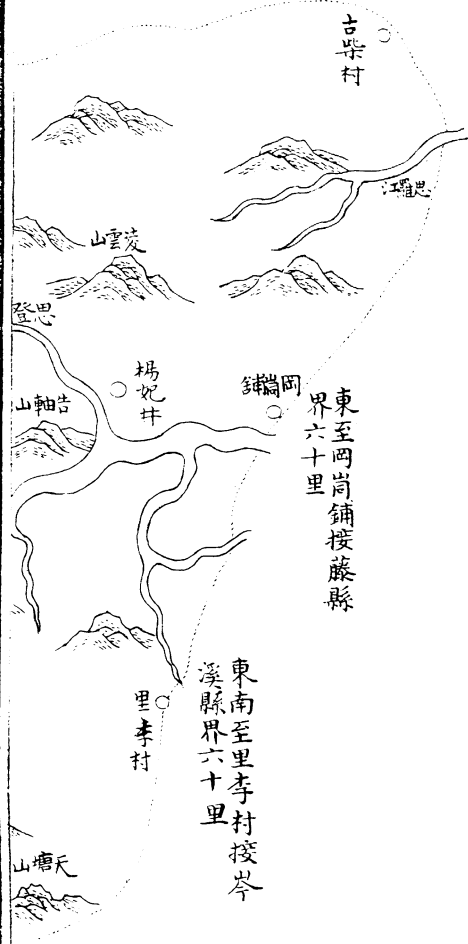 古柴村
思羅江
凌雲山
思登
楊妃井
誥軸山
岡崗鋪
東至岡崗鋪接藤縣
界六十里
東南至里李村接岑
溪縣界六十里
里李村
天塘山